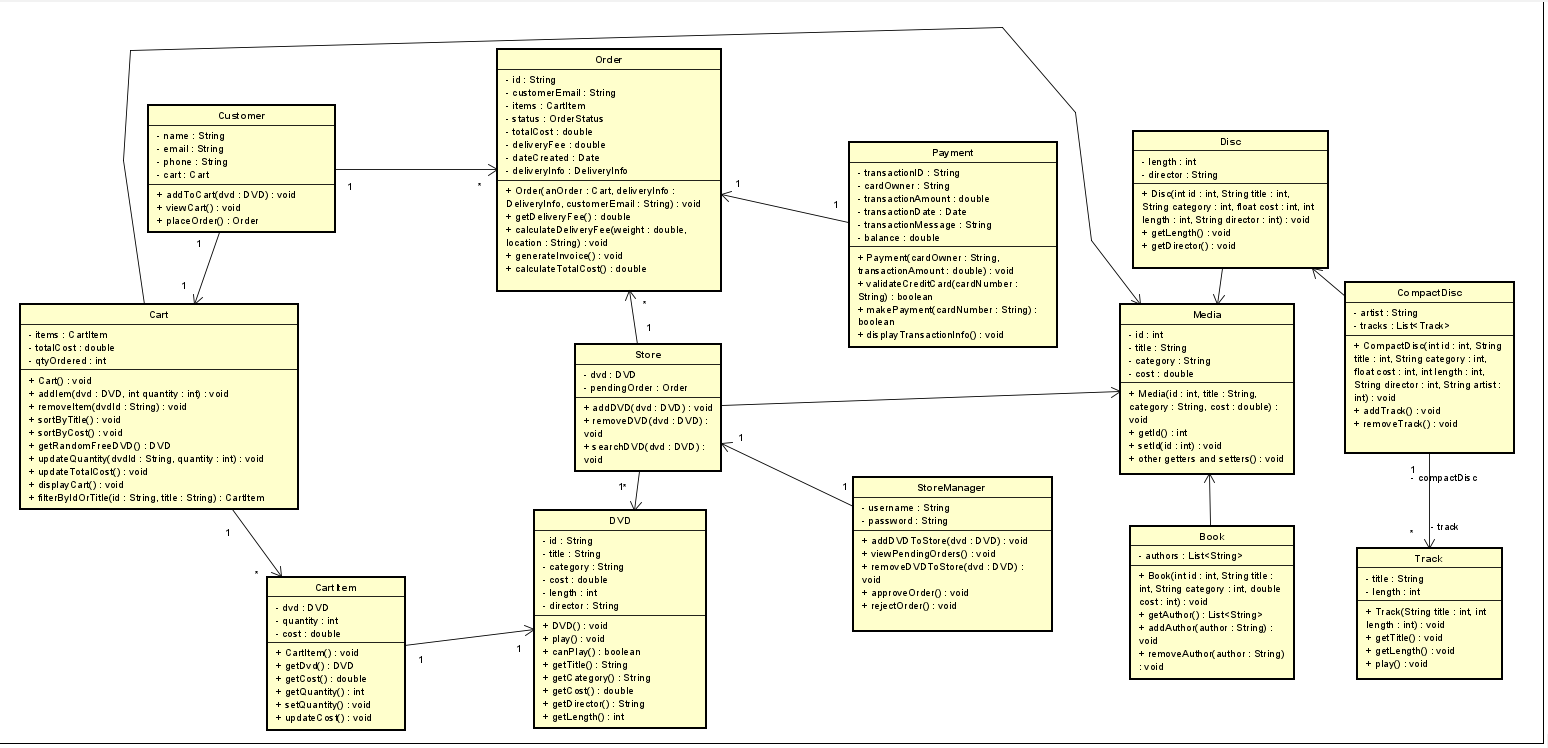 Order
- id : String
- customerEmail : String
- items : CartItem
- status : OrderStatus
- totalCost : double
- deliveryFee : double
- dateCreated : Date
- deliveryInfo : DeliveryInfo
+ Order(anOrder : Cart, deliveryInfo :
DeliveryInfo, customerEmail : String) : void
+ getDeliveryFee() : double
+ calculateDeliveryFee(weight : double,
location : String) : void
+ generateInvoice() : void
+ calculateTotalCost() : double
Customer
- name : String
- email : String
- phone : String
- cart : Cart
+ addToCart(dvd : DVD) : void
+ viewCart() : void
+ placeOrder() : Order
1
*
1
1
Payment
- transactionID : String
- cardOwner : String
- transactionAmount : double
- transactionDate : Date
- transactionMessage : String
- balance : double
+ Payment(cardOwner : String,
transactionAmount : double) : void
+ validateCreditCard(cardNumber :
String) : boolean
+ makePayment(cardNumber : String) :
boolean
+ displayTransactionInfo() : void
1
1
Disc
- length : int
- director : String
+ Disc(int id : int, String title : int,
String category : int, float cost : int, int
length : int, String director : int) : void
+ getLength() : void
+ getDirector() : void
CompactDisc
- artist : String
- tracks : List<Track>
+ CompactDisc(int id : int, String
title : int, String category : int,
float cost : int, int length : int,
String director : int, String artist :
int) : void
+ addTrack() : void
+ removeTrack() : void
Cart
- items : CartItem
- totalCost : double
- qtyOrdered : int
+ Cart() : void
+ addIem(dvd : DVD, int quantity : int) : void
+ removeItem(dvdId : String) : void
+ sortByTitle() : void
+ sortByCost() : void
+ getRandomFreeDVD() : DVD
+ updateQuantity(dvdId : String, quantity : int) : void
+ updateTotalCost() : void
+ displayCart() : void
+ filterByIdOrTitle(id : String, title : String) : CartItem
*
1
Store
- dvd : DVD
- pendingOrder : Order
+ addDVD(dvd : DVD) : void
+ removeDVD(dvd : DVD) :
void
+ searchDVD(dvd : DVD) :
void
Media
- id : int
- title : String
- category : String
- cost : double
+ Media(id : int, title : String,
category : String, cost : double) :
void
+ getId() : int
+ setId(id : int) : void
+ other getters and setters() : void
1
1
1*
StoreManager
- username : String
- password : String
+ addDVDToStore(dvd : DVD) : void
+ viewPendingOrders() : void
+ removeDVDToStore(dvd : DVD) :
void
+ approveOrder() : void
+ rejectOrder() : void
1
- compactDisc
*
- track
DVD
- id : String
- title : String
- category : String
- cost : double
- length : int
- director : String
+ DVD() : void
+ play() : void
+ canPlay() : boolean
+ getTitle() : String
+ getCategory() : String
+ getCost() : double
+ getDirector() : String
+ getLength() : int
Book
- authors : List<String>
+ Book(int id : int, String title :
int, String category : int, double
cost : int) : void
+ getAuthor() : List<String>
+ addAuthor(author : String) :
void
+ removeAuthor(author : String)
: void
Track
- title : String
- length : int
+ Track(String title : int, int
length : int) : void
+ getTitle() : void
+ getLength() : void
+ play() : void
1
*
CartItem
- dvd : DVD
- quantity : int
- cost : double
+ CartItem() : void
+ getDvd() : DVD
+ getCost() : double
+ getQuantity() : int
+ setQuantity() : void
+ updateCost() : void
1
1